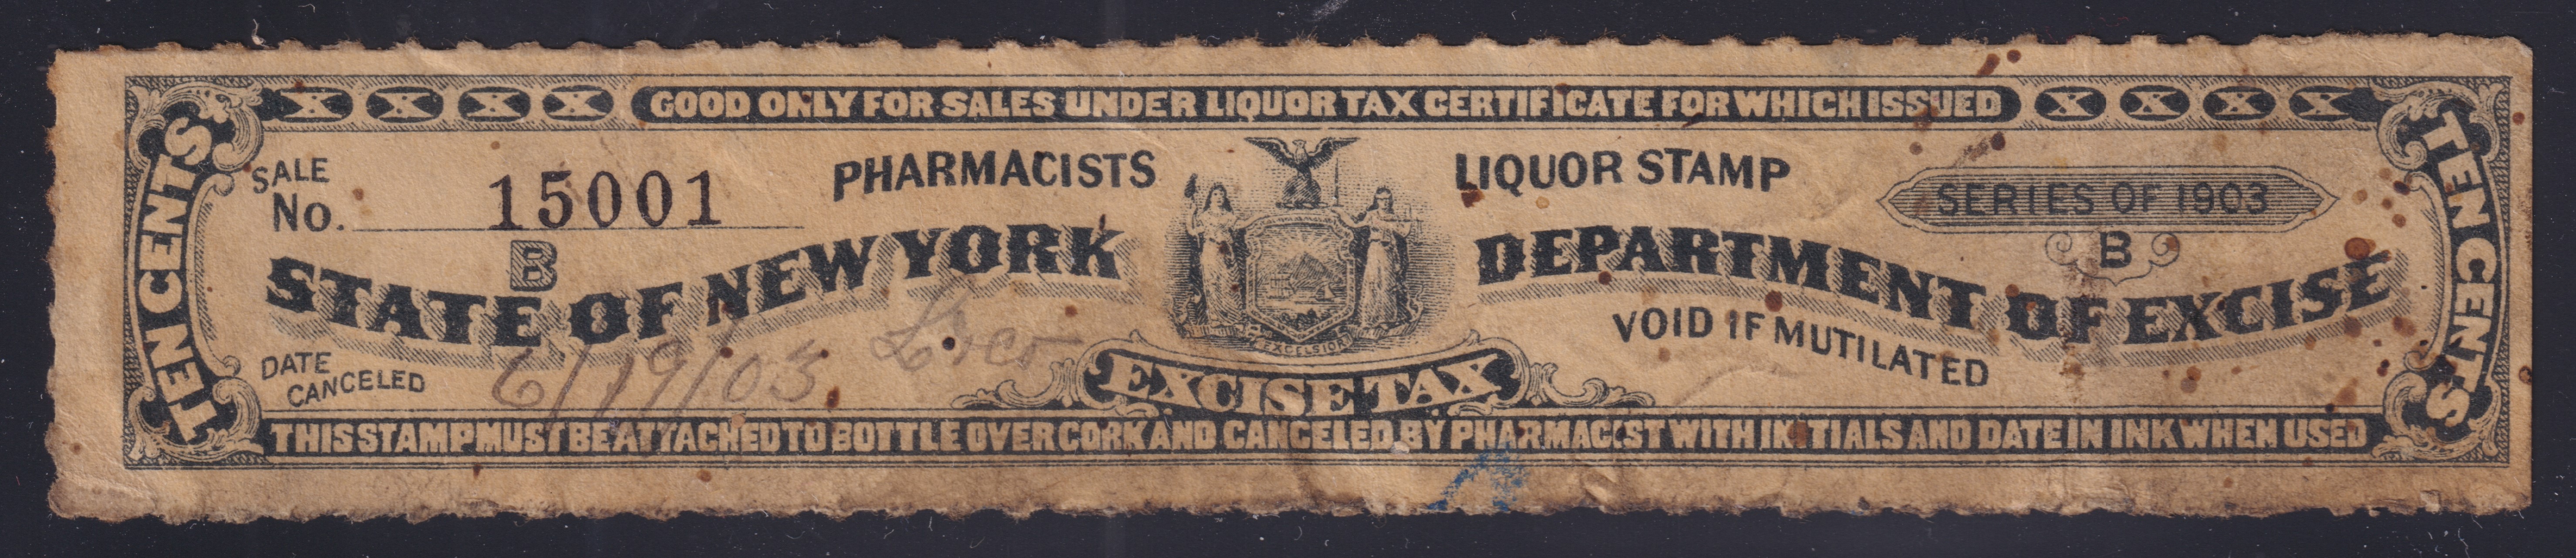 X X X X GOOD ONLY FOR SALES UNDER LIQUOR TAX CERTIFICATE FOR WHICH ISSUED X X X X
TEN CENTS
SALE No. 15001
B
PHARMACISTS LIQUOR STAMP
SERIES OF 1903
B
STATE OF NEW YORK DEPARTMENT OF EXCISE
EXCELSIOR
VOID IF MUTILATED
DATE CANCELED 6/19/03
EXCISE TAX
THIS STAMP MUST BE ATTACHED TO BOTTLE OVER CORK AND CANCELED BY PHARMACIST WITH INITIALS AND DATE IN INK WHEN USED
TEN CENTS